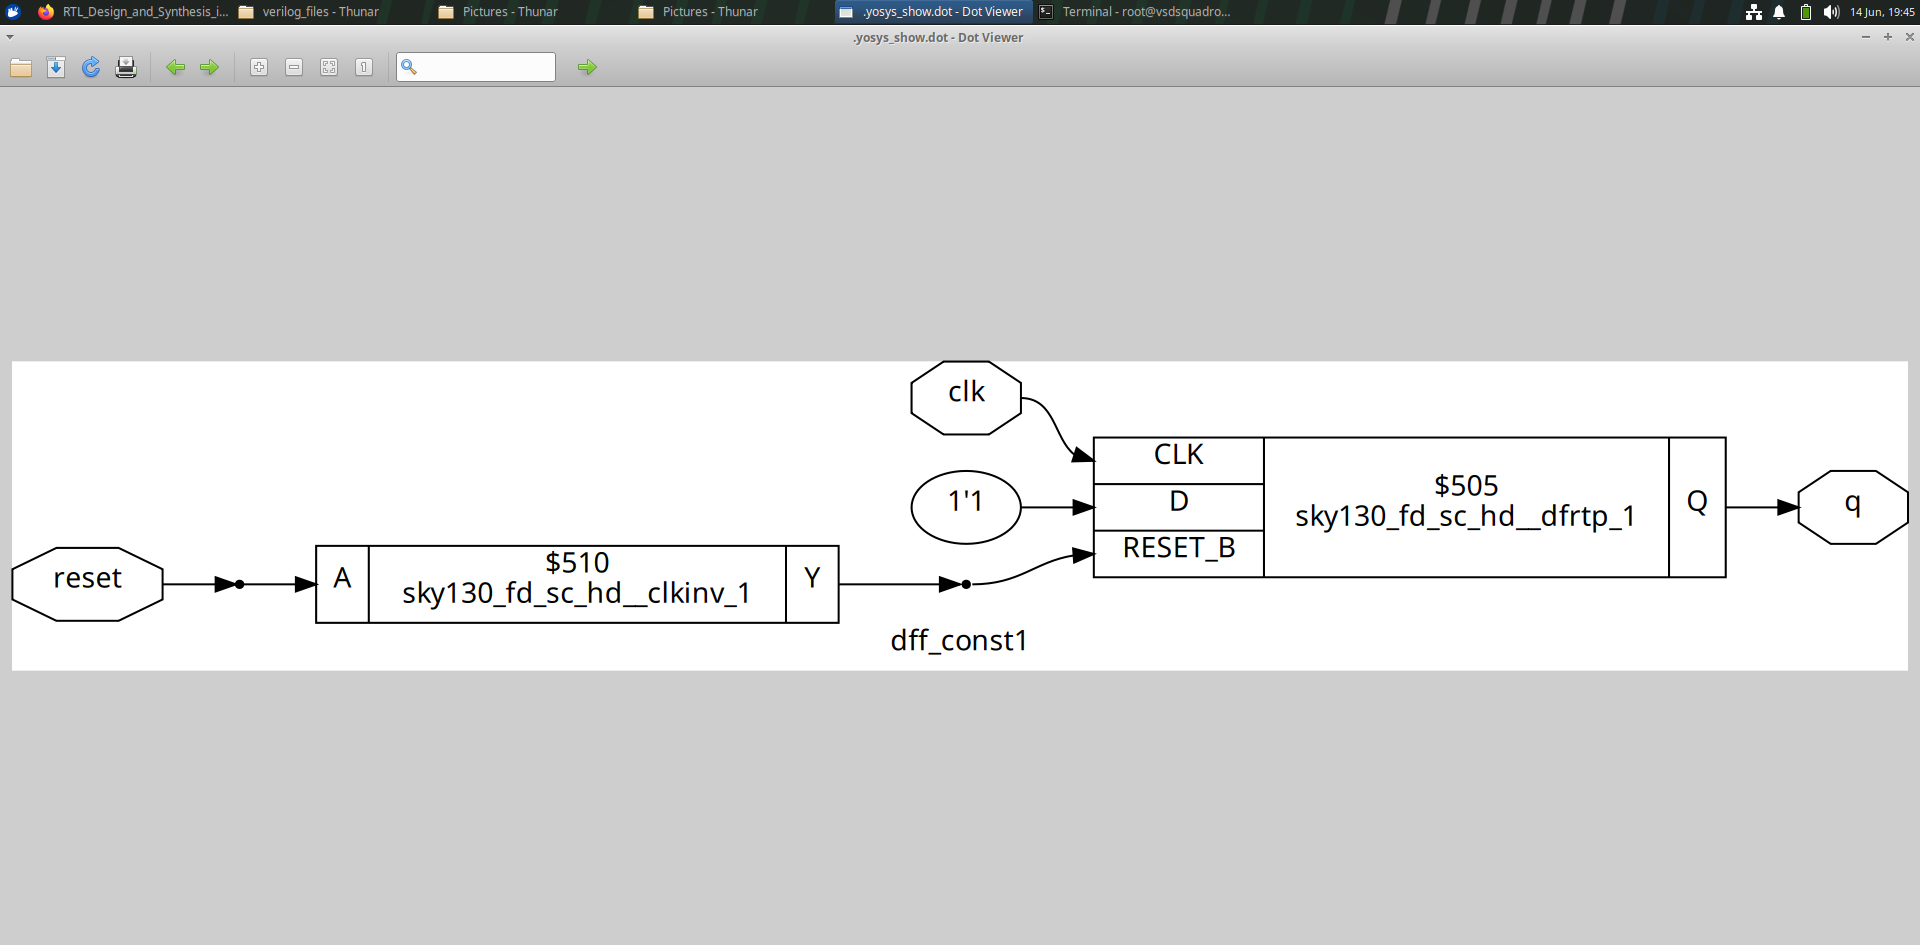 RTL_Design_and_Synthesis_i...
verilog_files - Thunar
Pictures - Thunar
Pictures - Thunar
.yosys_show.dot - Dot Viewer
Terminal - root@vsdsquadro...
14 Jun, 19:45
.yosys_show.dot - Dot Viewer
clk
CLK
1'1
D
$505
sky130_fd_sc_hd__dfrtp_1
Q
q
RESET_B
reset
A
$510
sky130_fd_sc_hd__clkinv_1
Y
dff_const1